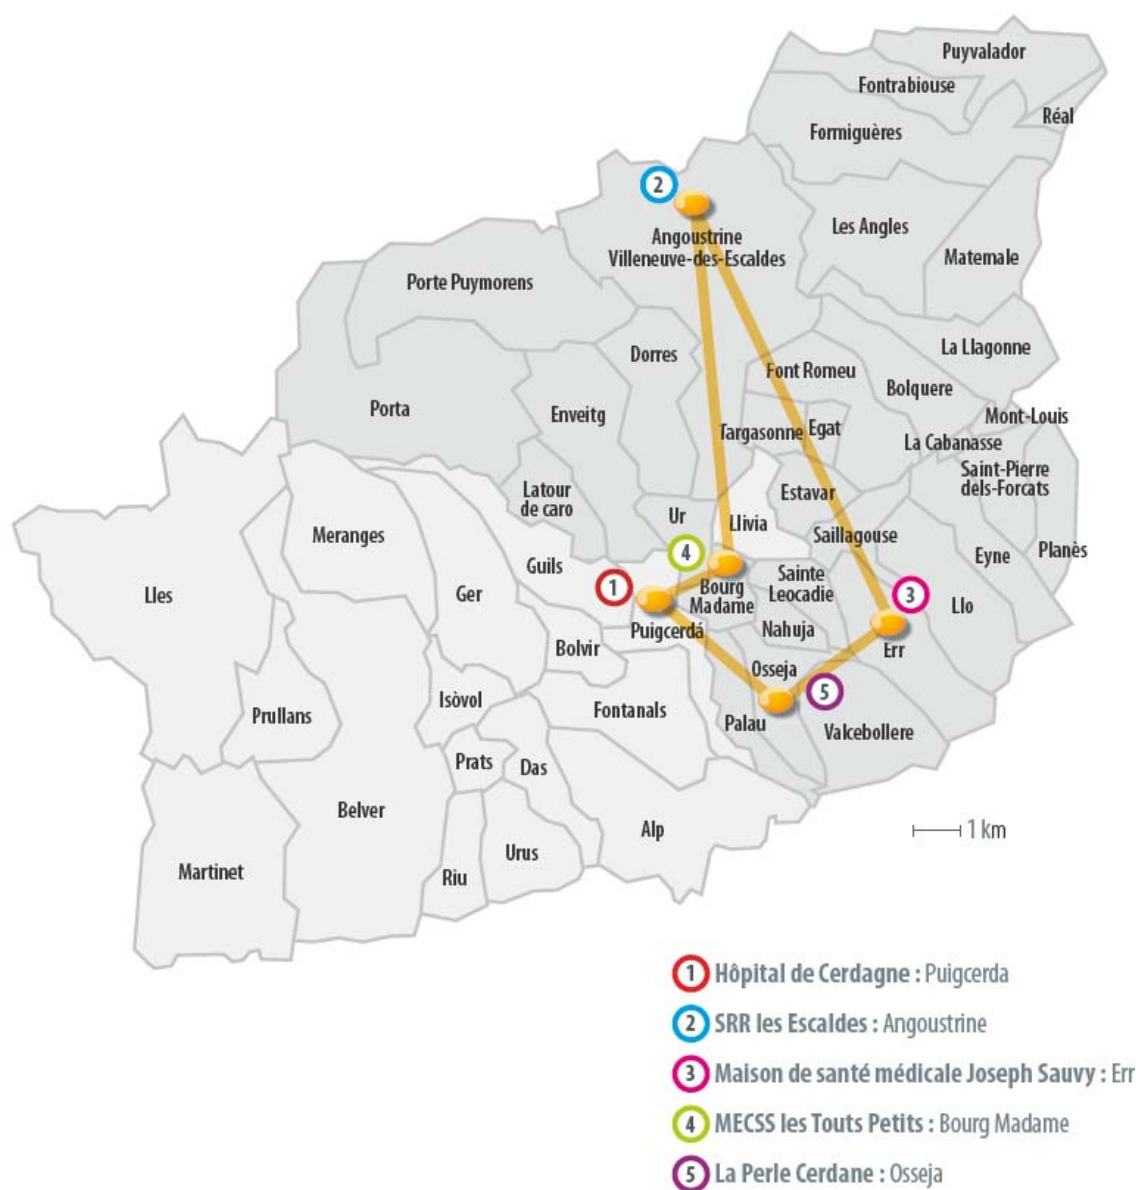 Puyvalador
Fontrabiouse
Réal
Formiguères
2
Les Angles
Angoustrine
Villeneuve-des-Escaldes
Matemale
Porte Puymorens
La Llagonne
Dorres
Font Romeu
Bolquere
Porta
Enveitg
Mont-Louis
Targasonne
Egat
La Cabanasse
Saint-Pierre
dels-Forcats
Latour
de caro
Estavar
Ur
Llivia
Meranges
Saillagouse
Eyne
Planès
4
Guils
Sainte
Leocadie
1
Bourg
Madame
3
Lles
Ger
Llo
Puigcerdá
Nahuja
Bolvir
Err
Osseja
5
Isòvol
Fontanals
Prullans
Palau
Valcebollere
Prats
Das
Belver
Alp
1 km
Urus
Martinet
Riu
1 Hôpital de Cerdagne : Puigcerda
2 SRR les Escaldes : Angoustrine
3 Maison de santé médicale Joseph Sauvy : Err
4 MECSS les Touts Petits : Bourg Madame
5 La Perle Cerdane : Osseja